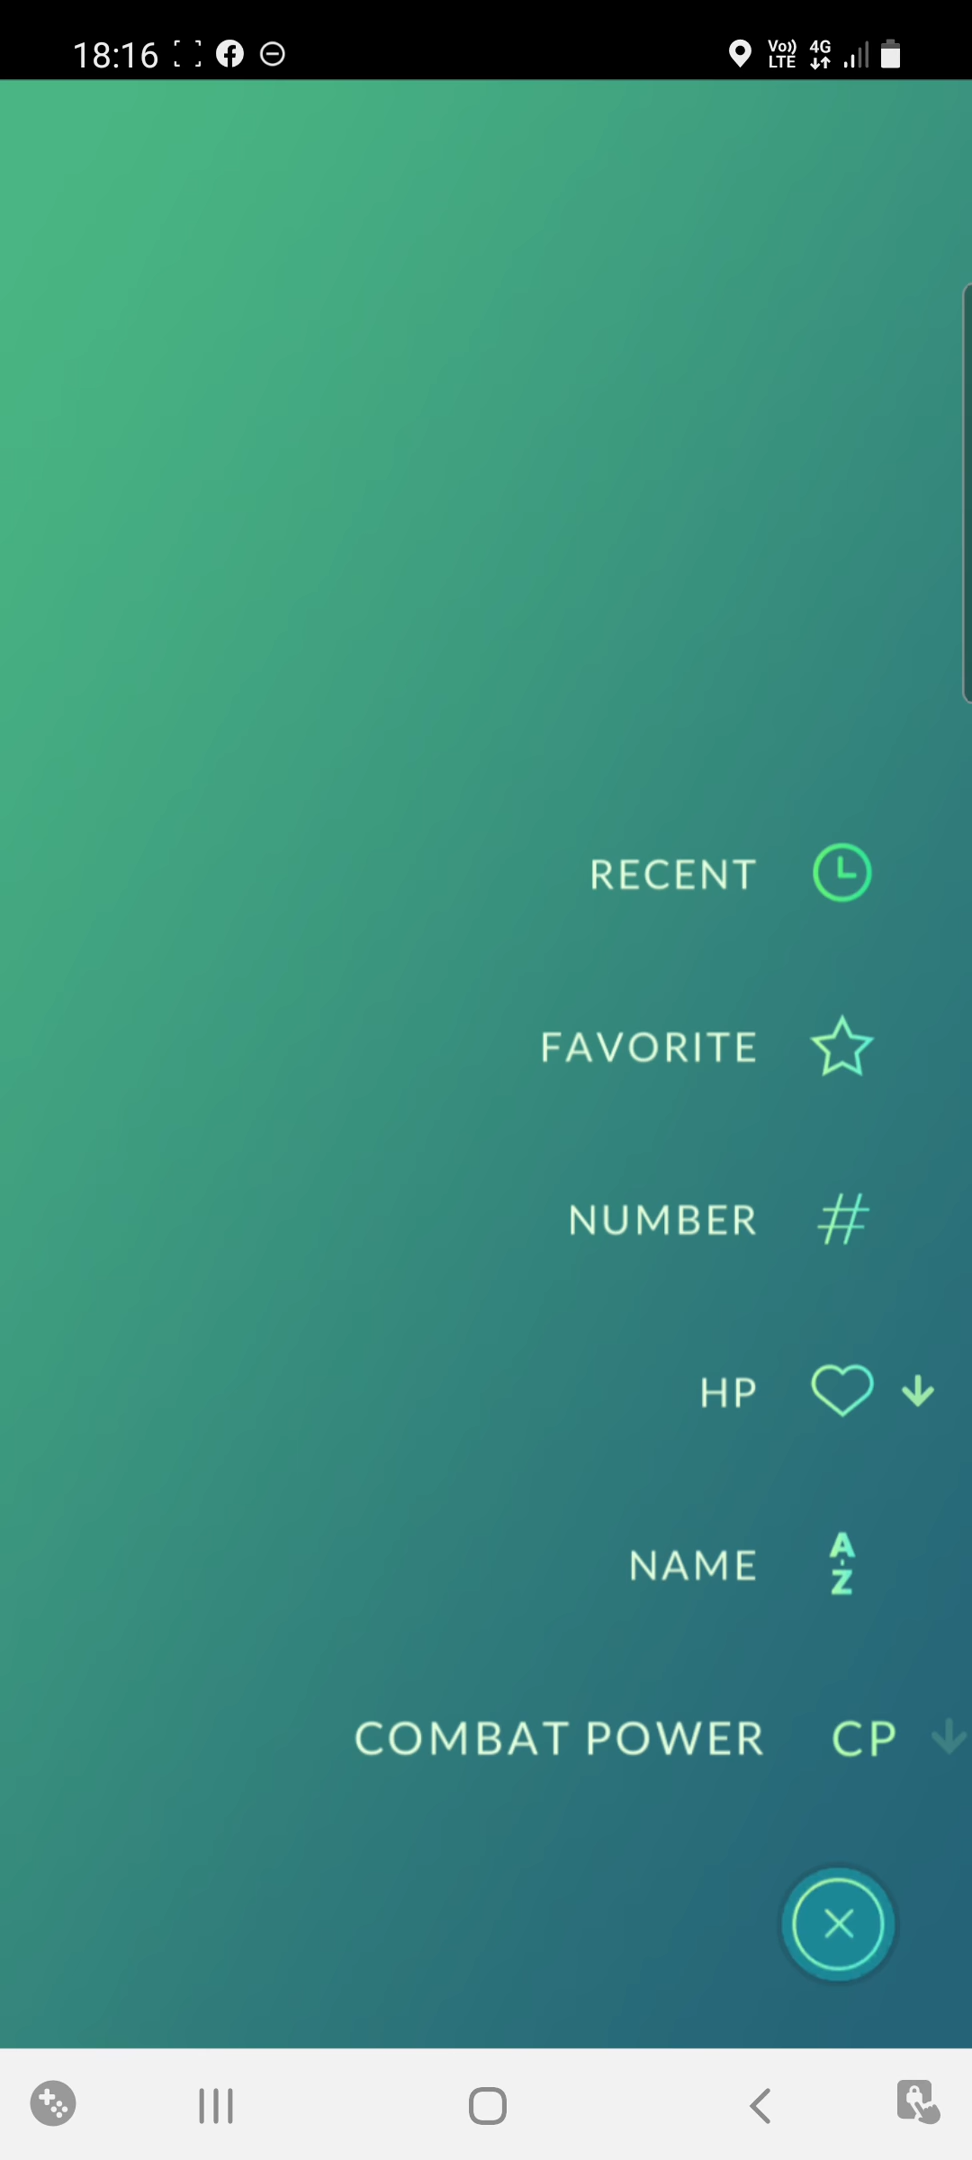 18:16 Vo)) LTE 4G
RECENT
FAVORITE
NUMBER #
HP
NAME A-Z
COMBAT POWER CP